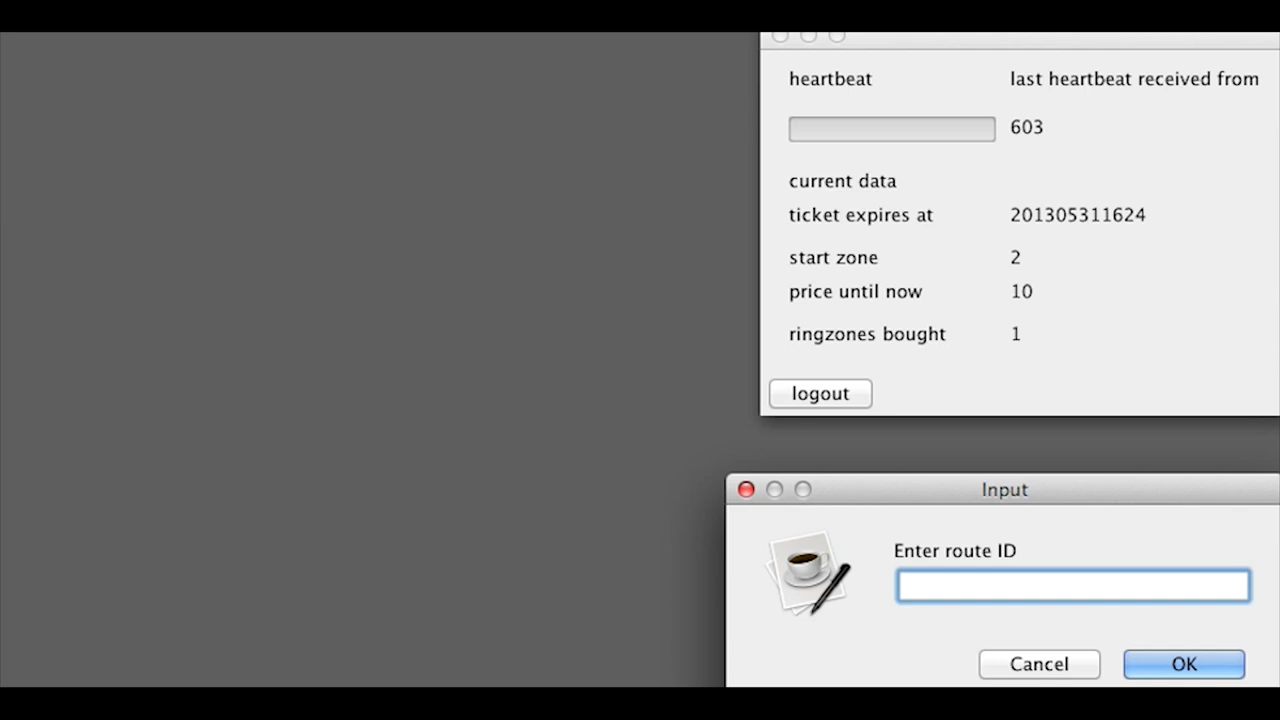 heartbeat last heartbeat received from
603
current data
ticket expires at 201305311624
start zone 2
price until now 10
ringzones bought 1
logout
Input
Enter route ID
Cancel OK